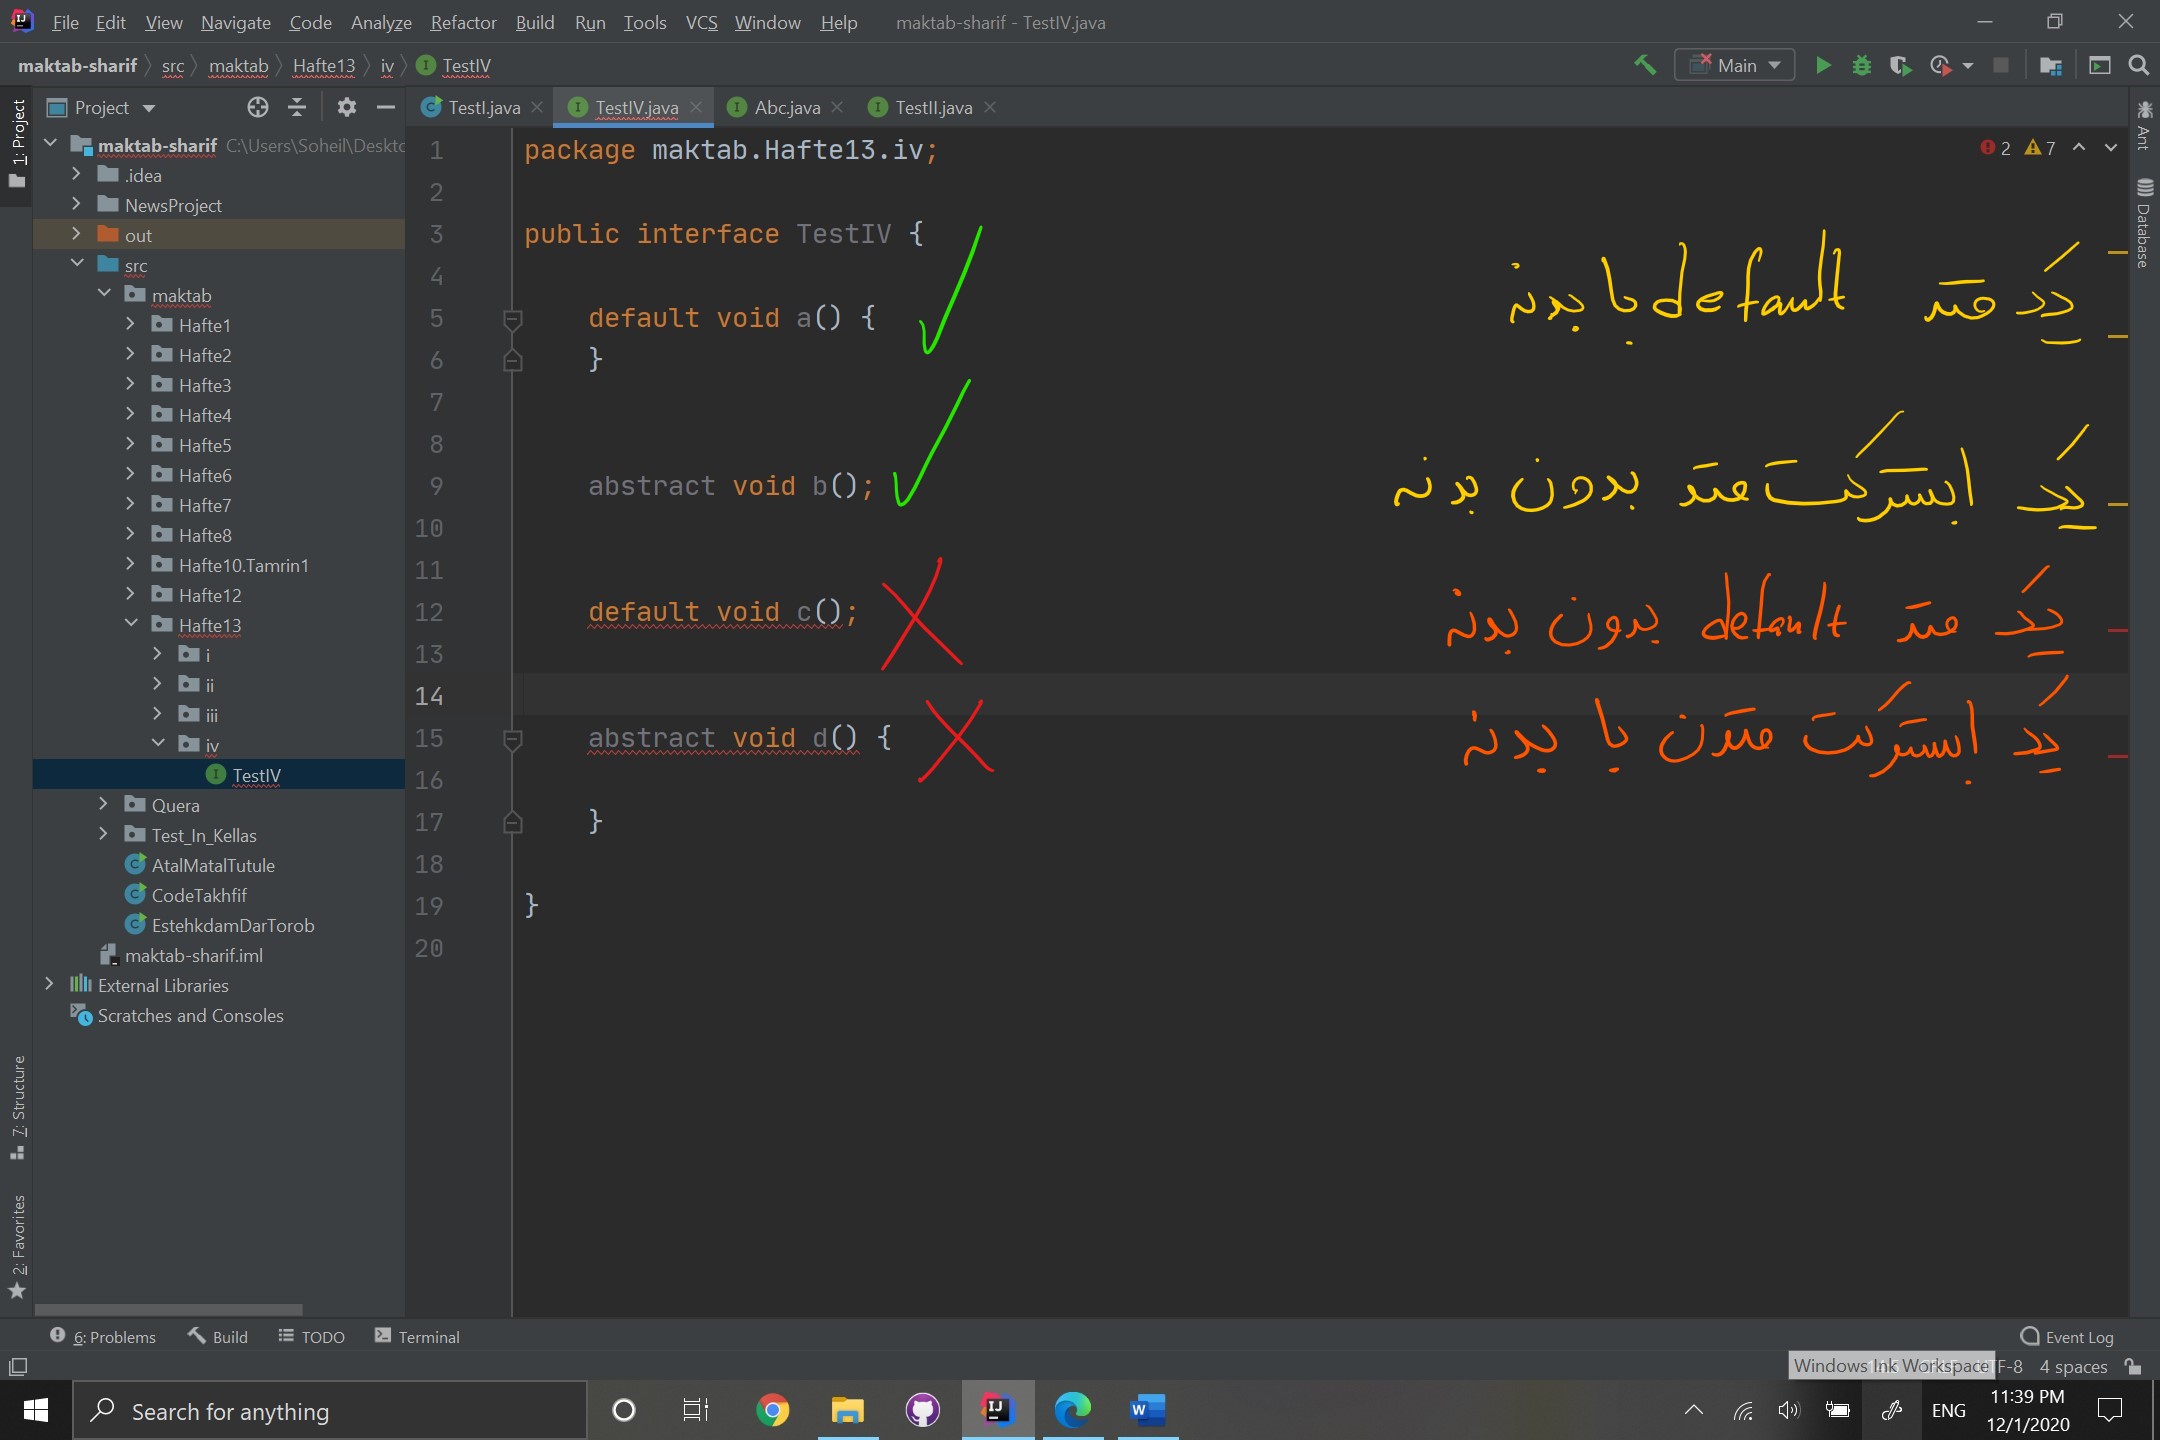 File Edit View Navigate Code Analyze Refactor Build Run Tools VCS Window Help maktab-sharif - TestIV.java
maktab-sharif src maktab Hafte13 iv TestIV
Main
1: Project
Project
TestI.java TestIV.java Abc.java TestII.java
maktab-sharif C:\Users\Soheil\Deskto
.idea
NewsProject
out
src
maktab
Hafte1
Hafte2
Hafte3
Hafte4
Hafte5
Hafte6
Hafte7
Hafte8
Hafte10.Tamrin1
Hafte12
Hafte13
i
ii
iii
iv
TestIV
Quera
Test_In_Kellas
AtalMatalTutule
CodeTakhfif
EstehkdamDarTorob
maktab-sharif.iml
External Libraries
Scratches and Consoles
7: Structure
2: Favorites
1 package maktab.Hafte13.iv;
2
3 public interface TestIV {
4
5 default void a() {
6 }
7
8
9 abstract void b();
10
11
12 default void c();
13
14
15 abstract void d() {
16
17 }
18
19 }
20
2 7
یک متد default با بدنه
یک ابسترکت متد بدون بدنه
یک متد default بدون بدنه
یک ابسترکت با بدنه
Ant
Database
6: Problems Build TODO Terminal Event Log
Windows Ink Workspace TF-8 4 spaces
Search for anything
ENG
11:39 PM
12/1/2020